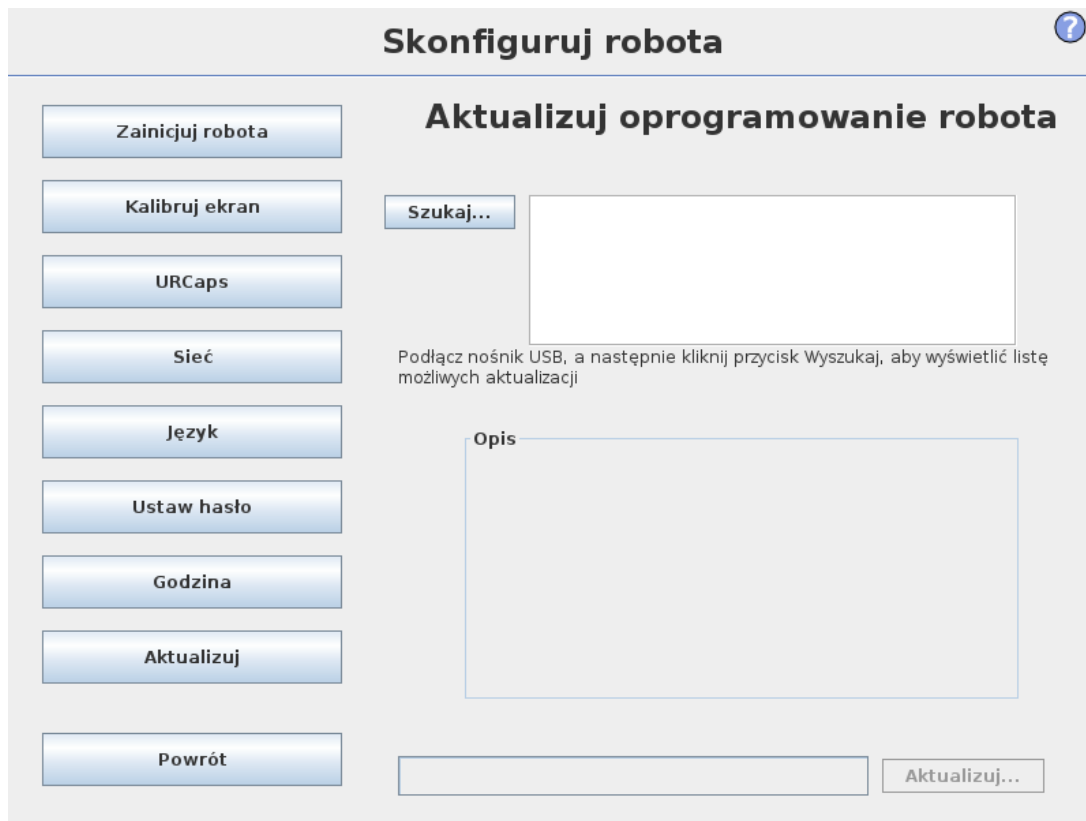 Skonfiguruj robota
?
Zainicjuj robota
Kalibruj ekran
URCaps
Sieć
Język
Ustaw hasło
Godzina
Aktualizuj
Powrót
Aktualizuj oprogramowanie robota
Szukaj...
Podłącz nośnik USB, a następnie kliknij przycisk Wyszukaj, aby wyświetlić listę
możliwych aktualizacji
Opis
Aktualizuj...